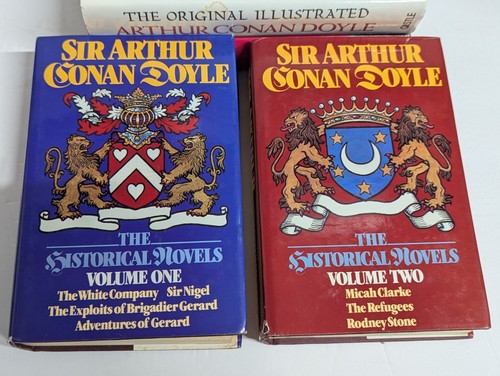 THE ORIGINAL ILLUSTRATED
ARTHUR CONAN DOYLE
CASTLE
SIR ARTHUR
CONAN DOYLE
THE
HISTORICAL NOVELS
VOLUME ONE
The White Company Sir Nigel
The Exploits of Brigadier Gerard
Adventures of Gerard
SIR ARTHUR
CONAN DOYLE
THE
HISTORICAL NOVELS
VOLUME TWO
Micah Clarke
The Refugees
Rodney Stone